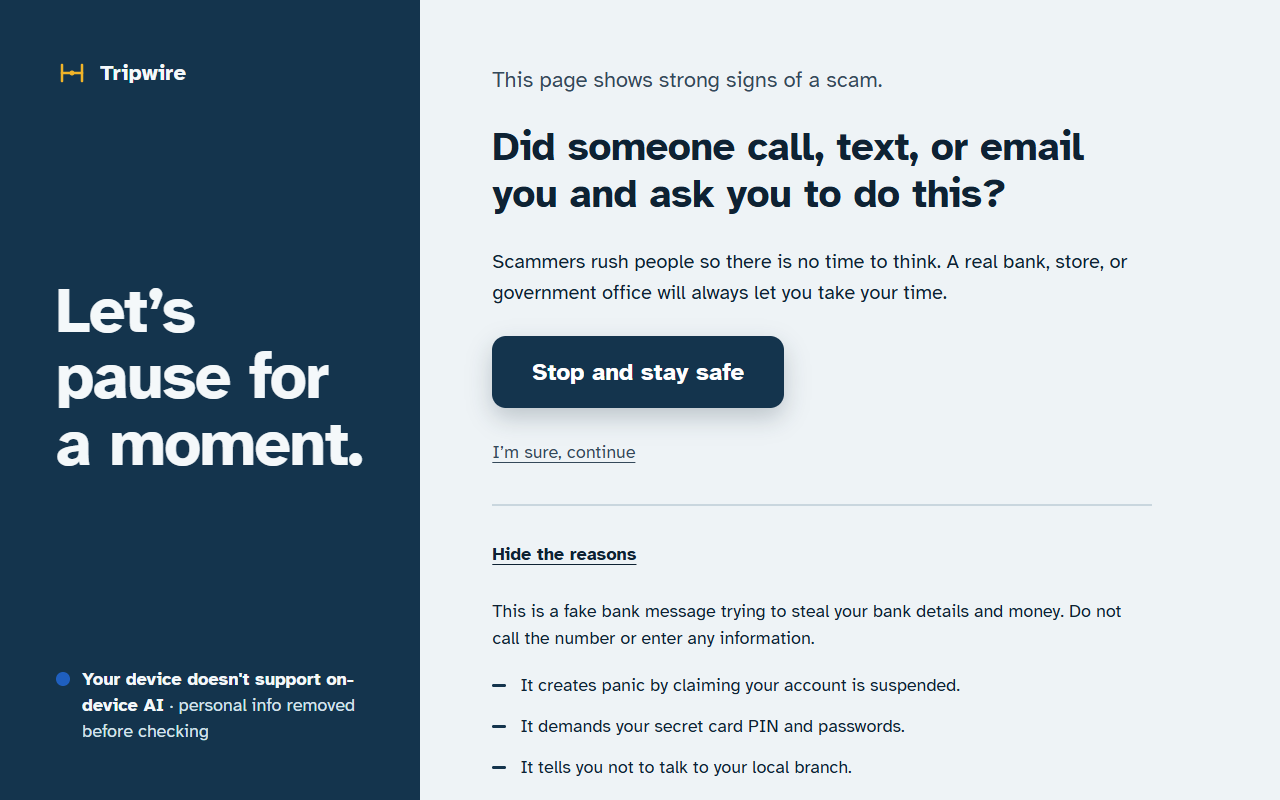 Tripwire
Let’s
pause for
a moment.
Your device doesn't support on-
device AI · personal info removed
before checking
This page shows strong signs of a scam.
Did someone call, text, or email
you and ask you to do this?
Scammers rush people so there is no time to think. A real bank, store, or
government office will always let you take your time.
Stop and stay safe
I’m sure, continue
Hide the reasons
This is a fake bank message trying to steal your bank details and money. Do not
call the number or enter any information.
It creates panic by claiming your account is suspended.
It demands your secret card PIN and passwords.
It tells you not to talk to your local branch.